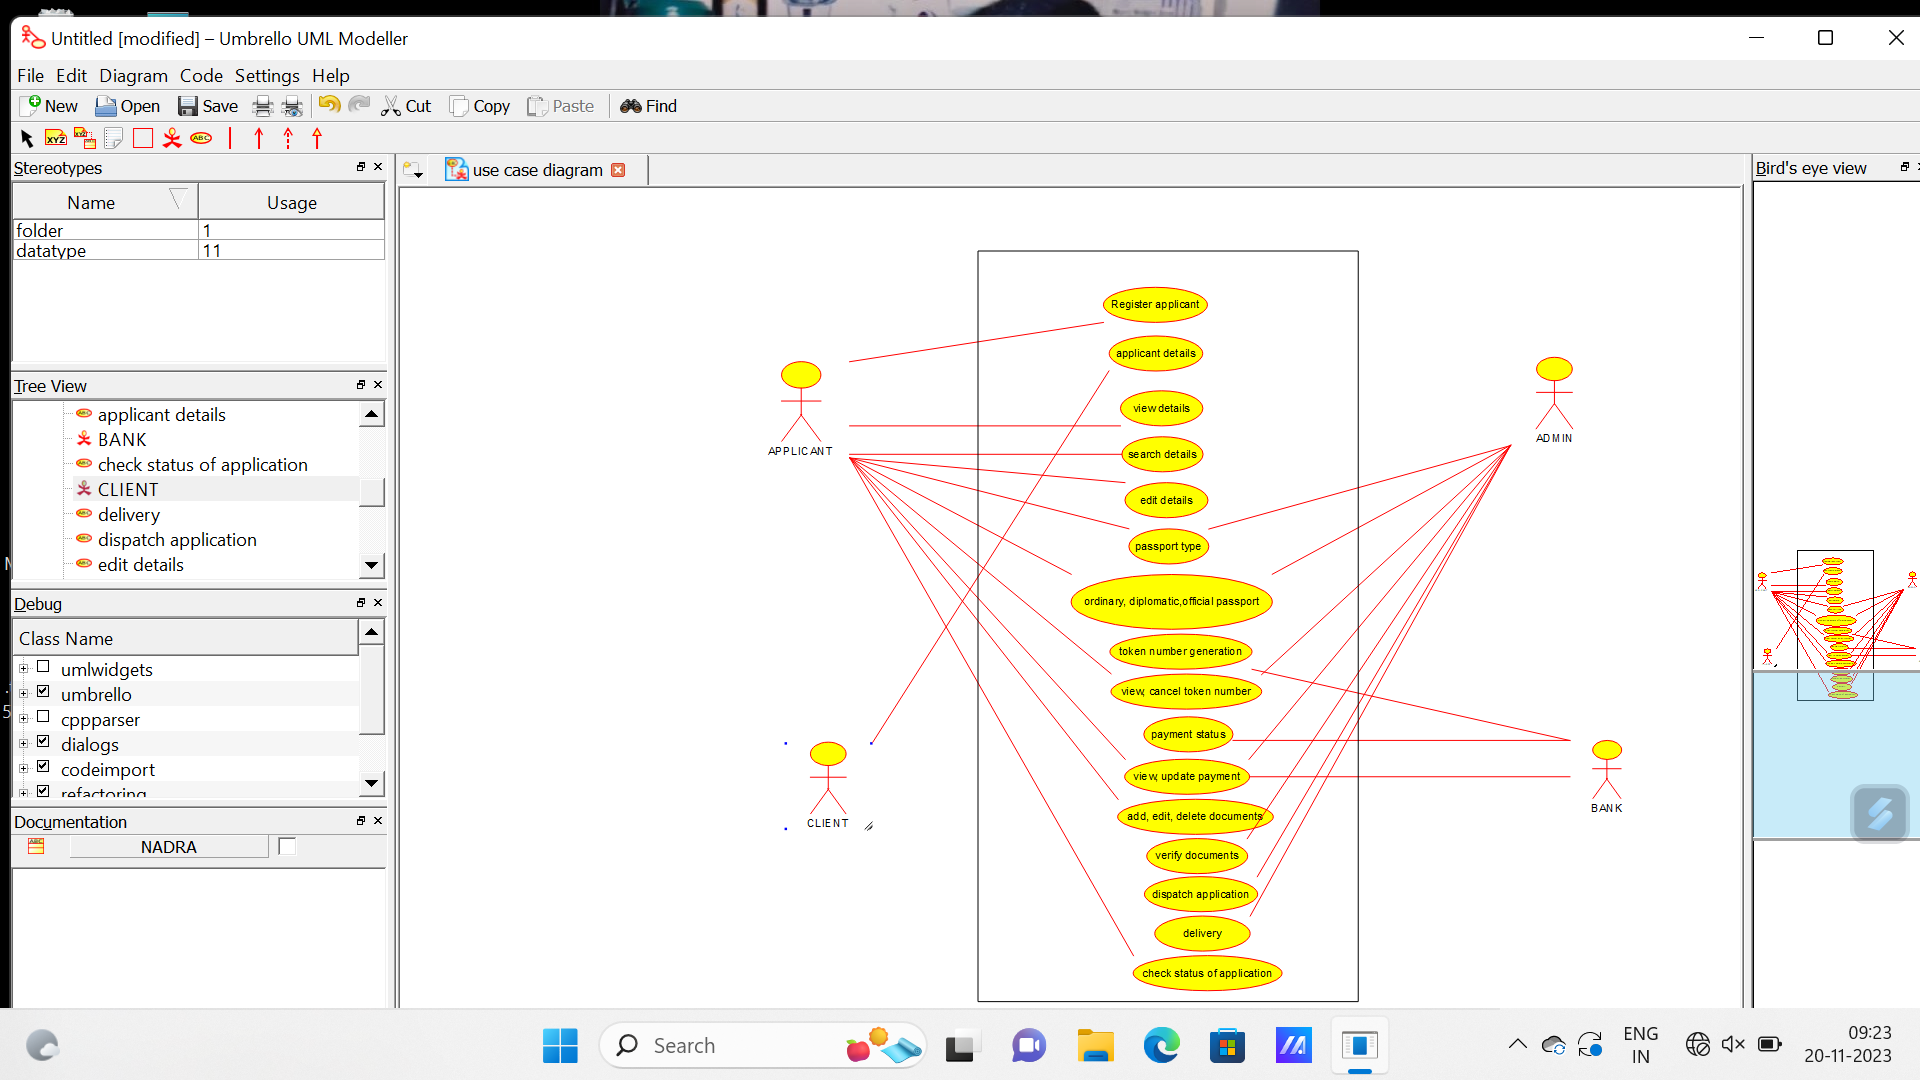 Untitled [modified] – Umbrello UML Modeller
File Edit Diagram Code Settings Help
New Open Save Cut Copy Paste Find
XYZ XYZ ABC
Stereotypes
use case diagram
Bird's eye view
Name Usage
folder 1
datatype 11
Tree View
applicant details
BANK
check status of application
CLIENT
delivery
dispatch application
edit details
Debug
Class Name
umlwidgets
umbrello
cppparser
dialogs
codeimport
refactoring
Documentation
NADRA
Register applicant
applicant details
view details
search details
edit details
passport type
ordinary, diplomatic,official passport
token number generation
view, cancel token number
payment status
view, update payment
add, edit, delete documents
verify documents
dispatch application
delivery
check status of application
APPLICANT
ADMIN
CLIENT
BANK
Search
ENG
IN
09:23
20-11-2023